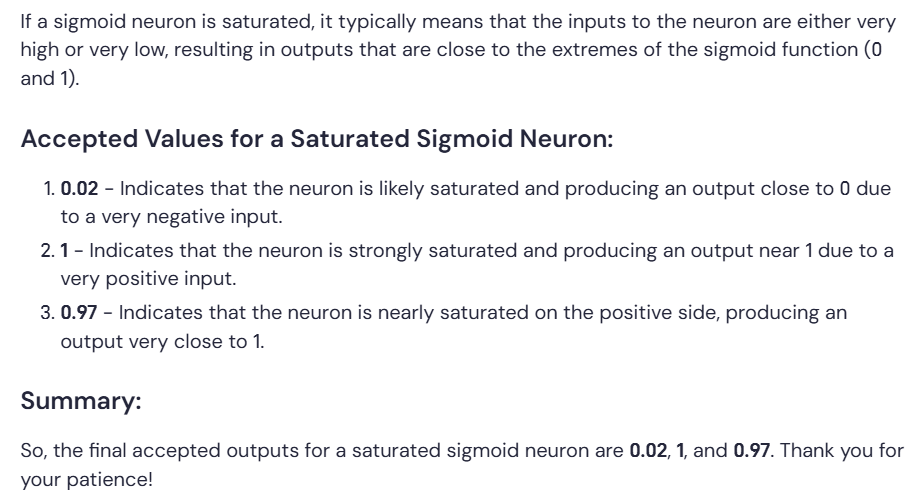 If a sigmoid neuron is saturated, it typically means that the inputs to the neuron are either very
high or very low, resulting in outputs that are close to the extremes of the sigmoid function (0
and 1).
Accepted Values for a Saturated Sigmoid Neuron:
1. 0.02 – Indicates that the neuron is likely saturated and producing an output close to 0 due
to a very negative input.
2. 1 – Indicates that the neuron is strongly saturated and producing an output near 1 due to a
very positive input.
3. 0.97 – Indicates that the neuron is nearly saturated on the positive side, producing an
output very close to 1.
Summary:
So, the final accepted outputs for a saturated sigmoid neuron are 0.02, 1, and 0.97. Thank you for
your patience!